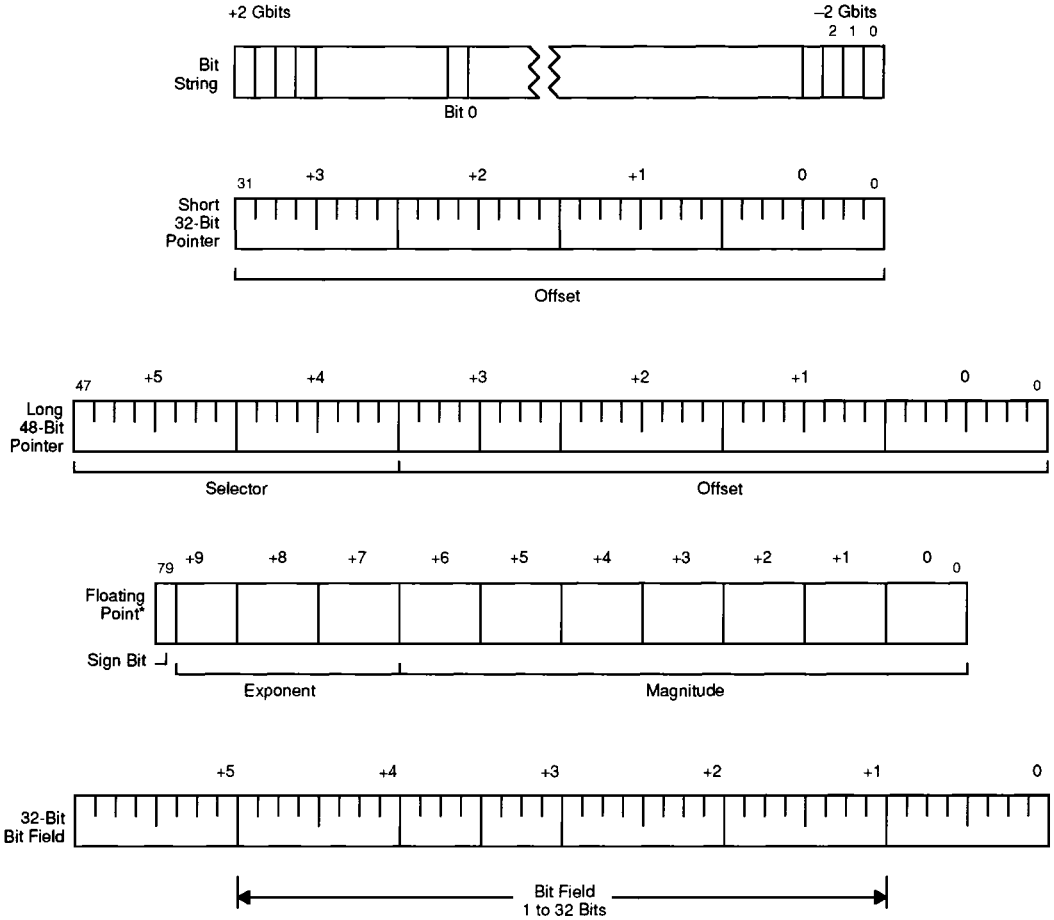 +2 Gbits –2 Gbits
2 1 0
Bit
String
Bit 0
31 +3 +2 +1 0 0
Short
32-Bit
Pointer
Offset
47 +5 +4 +3 +2 +1 0 0
Long
48-Bit
Pointer
Selector Offset
79 +9 +8 +7 +6 +5 +4 +3 +2 +1 0 0
Floating
Point*
Sign Bit
Exponent Magnitude
+5 +4 +3 +2 +1 0
32-Bit
Bit Field
Bit Field
1 to 32 Bits